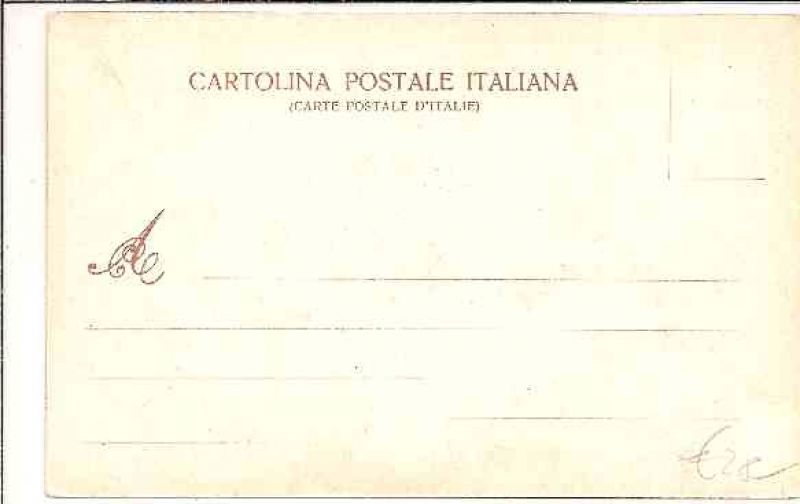 CARTOLINA POSTALE ITALIANA
(CARTE POSTALE D'ITALIE)
A